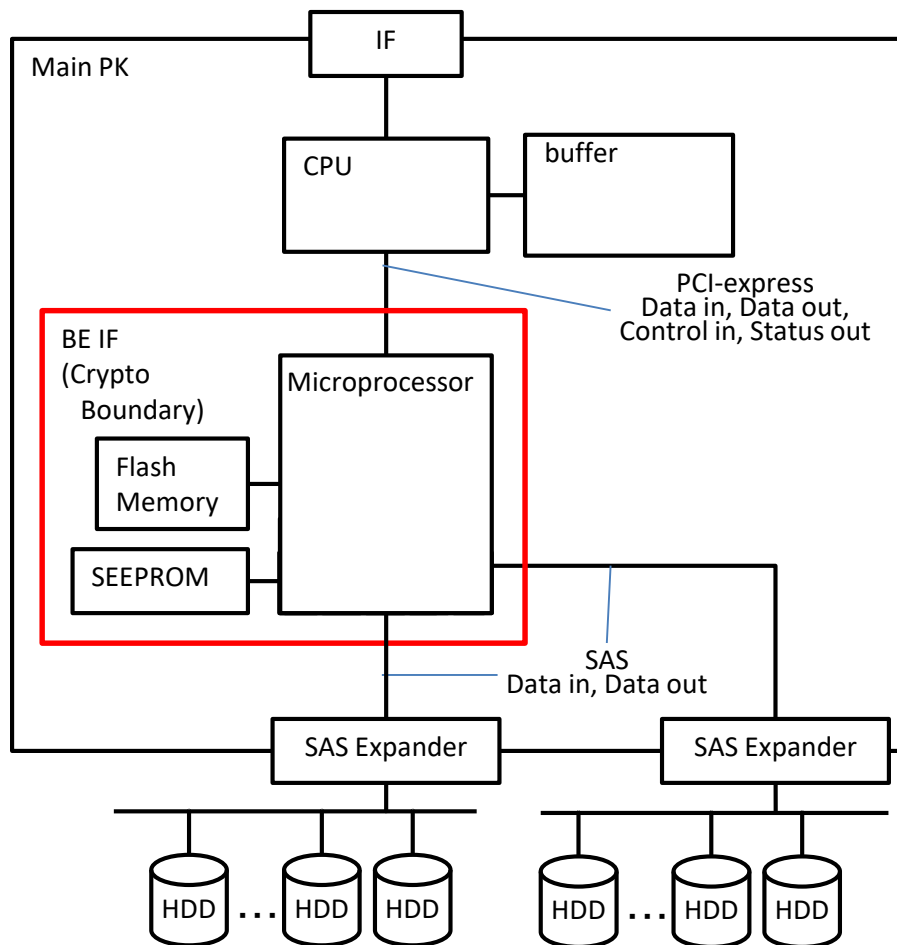 IF
Main PK
CPU
buffer
PCI-express
Data in, Data out,
Control in, Status out
BE IF
(Crypto
Boundary)
Microprocessor
Flash
Memory
SEEPROM
SAS
Data in, Data out
SAS Expander
SAS Expander
HDD
...
HDD
HDD
HDD
...
HDD
HDD